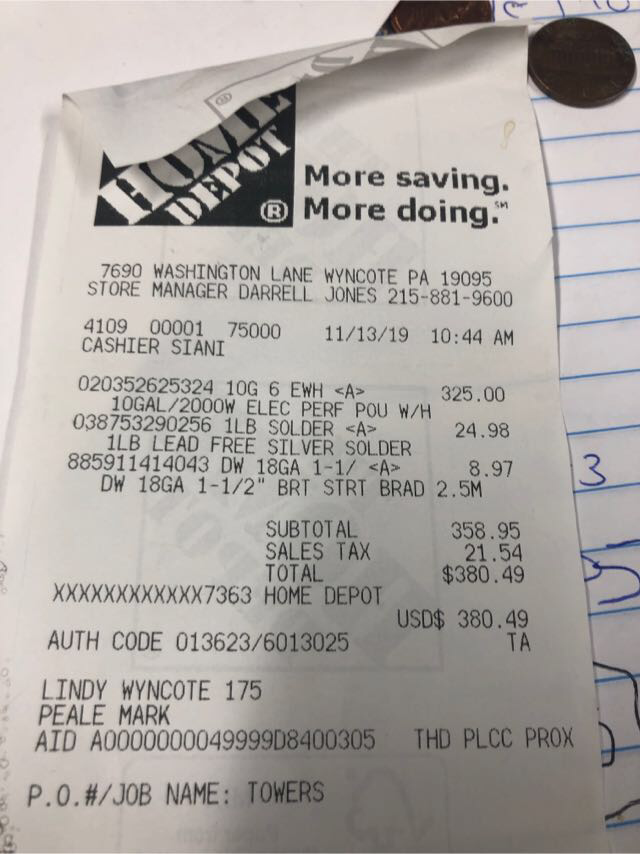 HOME
DEPOT
®
More saving.
More doing.℠
7690 WASHINGTON LANE WYNCOTE PA 19095
STORE MANAGER DARRELL JONES 215-881-9600
4109 00001 75000 11/13/19 10:44 AM
CASHIER SIANI
020352625324 10G 6 EWH <A> 325.00
10GAL/2000W ELEC PERF POU W/H
038753290256 1LB SOLDER <A> 24.98
1LB LEAD FREE SILVER SOLDER
885911414043 DW 18GA 1-1/ <A> 8.97
DW 18GA 1-1/2" BRT STRT BRAD 2.5M
SUBTOTAL 358.95
SALES TAX 21.54
TOTAL $380.49
XXXXXXXXXXXX7363 HOME DEPOT
USD$ 380.49
AUTH CODE 013623/6013025 TA
LINDY WYNCOTE 175
PEALE MARK
AID A0000000049999D8400305 THD PLCC PROX
P.O.#/JOB NAME: TOWERS
3